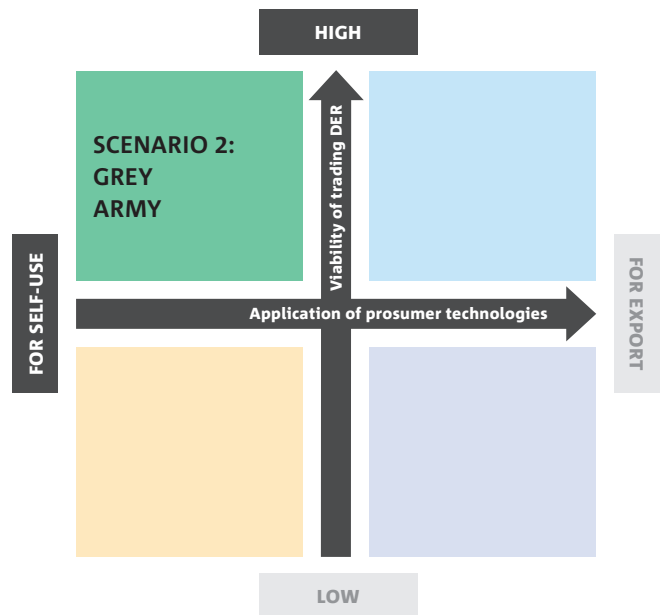 HIGH
SCENARIO 2:
GREY
ARMY
Viability of trading DER
FOR SELF-USE
Application of prosumer technologies
FOR EXPORT
LOW